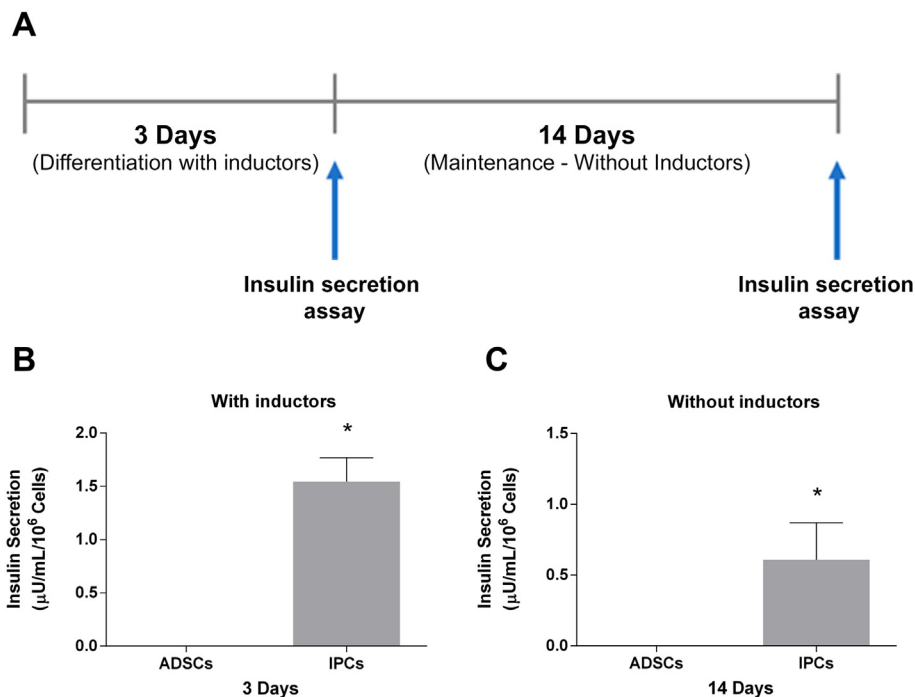 A
3 Days
(Differentiation with inductors)
14 Days
(Maintenance - Without Inductors)
Insulin secretion
assay
Insulin secretion
assay
B
With inductors
Insulin Secretion
(μU/mL/10⁶ Cells)
2.0
1.5
1.0
0.5
0.0
*
ADSCs
IPCs
3 Days
C
Without inductors
Insulin Secretion
(μU/mL/10⁶ Cells)
1.5
1.0
0.5
0.0
*
ADSCs
IPCs
14 Days